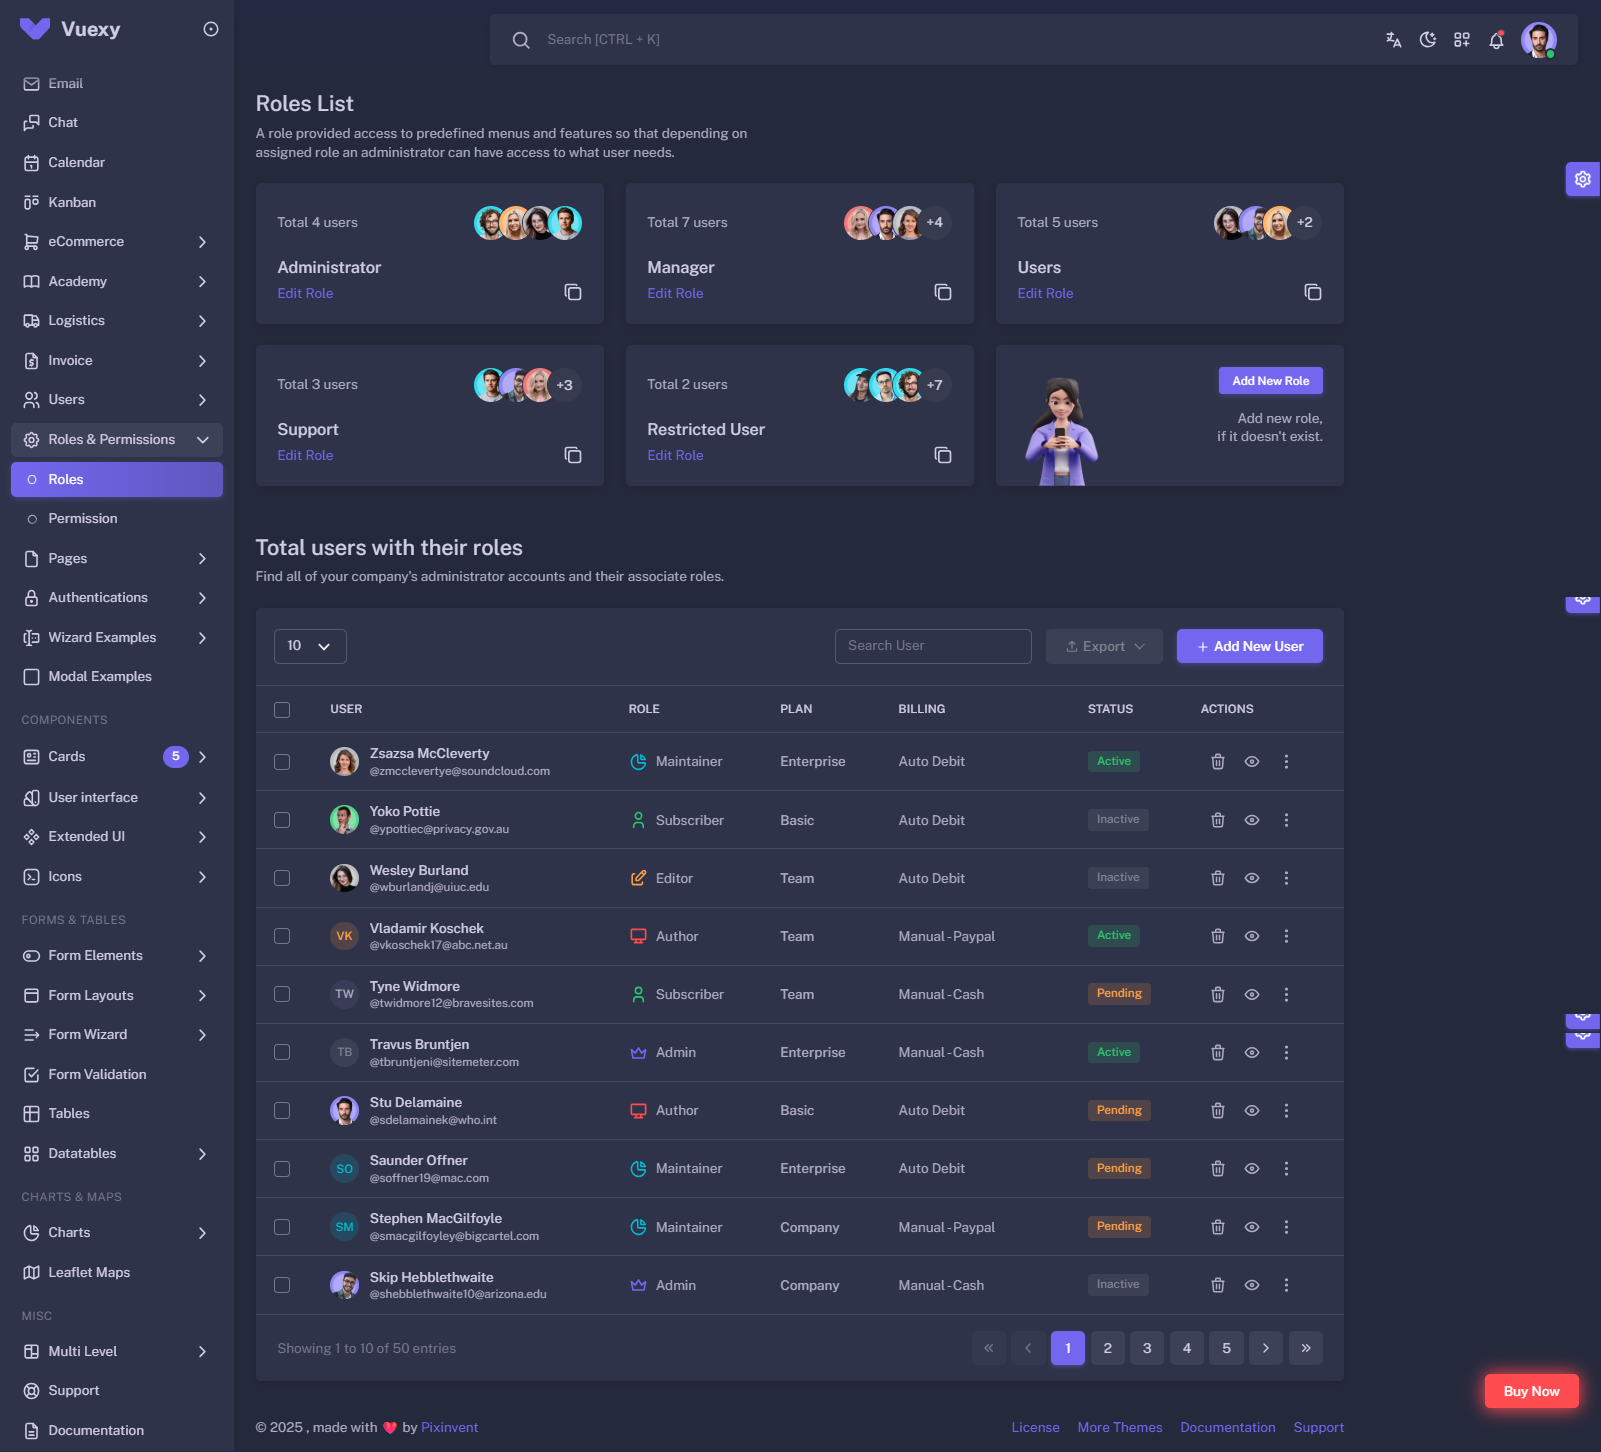 Vuexy
Search [CTRL + K]
Email
Chat
Calendar
Kanban
eCommerce
Academy
Logistics
Invoice
Users
Roles & Permissions
Roles
Permission
Pages
Authentications
Wizard Examples
Modal Examples
COMPONENTS
Cards 5
User interface
Extended UI
Icons
FORMS & TABLES
Form Elements
Form Layouts
Form Wizard
Form Validation
Tables
Datatables
CHARTS & MAPS
Charts
Leaflet Maps
MISC
Multi Level
Support
Documentation
Roles List
A role provided access to predefined menus and features so that depending on
assigned role an administrator can have access to what user needs.
Total 4 users
Administrator
Edit Role
Total 7 users +4
Manager
Edit Role
Total 5 users +2
Users
Edit Role
Total 3 users +3
Support
Edit Role
Total 2 users +7
Restricted User
Edit Role
Add New Role
Add new role,
if it doesn't exist.
Total users with their roles
Find all of your company's administrator accounts and their associate roles.
10 Search User Export Add New User
USER ROLE PLAN BILLING STATUS ACTIONS
Zsazsa McCleverty
@zmcclevertye@soundcloud.com
Maintainer Enterprise Auto Debit Active
Yoko Pottie
@ypottiec@privacy.gov.au
Subscriber Basic Auto Debit Inactive
Wesley Burland
@wburlandj@uiuc.edu
Editor Team Auto Debit Inactive
VK Vladamir Koschek
@vkoschek17@abc.net.au
Author Team Manual-Paypal Active
TW Tyne Widmore
@twidmore12@bravesites.com
Subscriber Team Manual-Cash Pending
TB Travus Bruntjen
@tbruntjeni@sitemeter.com
Admin Enterprise Manual-Cash Active
Stu Delamaine
@sdelamainek@who.int
Author Basic Auto Debit Pending
SO Saunder Offner
@soffner19@mac.com
Maintainer Enterprise Auto Debit Pending
SM Stephen MacGilfoyle
@smacgilfoyley@bigcartel.com
Maintainer Company Manual-Paypal Pending
Skip Hebblethwaite
@shebblethwaite10@arizona.edu
Admin Company Manual-Cash Inactive
Showing 1 to 10 of 50 entries « ‹ 1 2 3 4 5 › »
Buy Now
© 2025 , made with ❤ by Pixinvent License More Themes Documentation Support